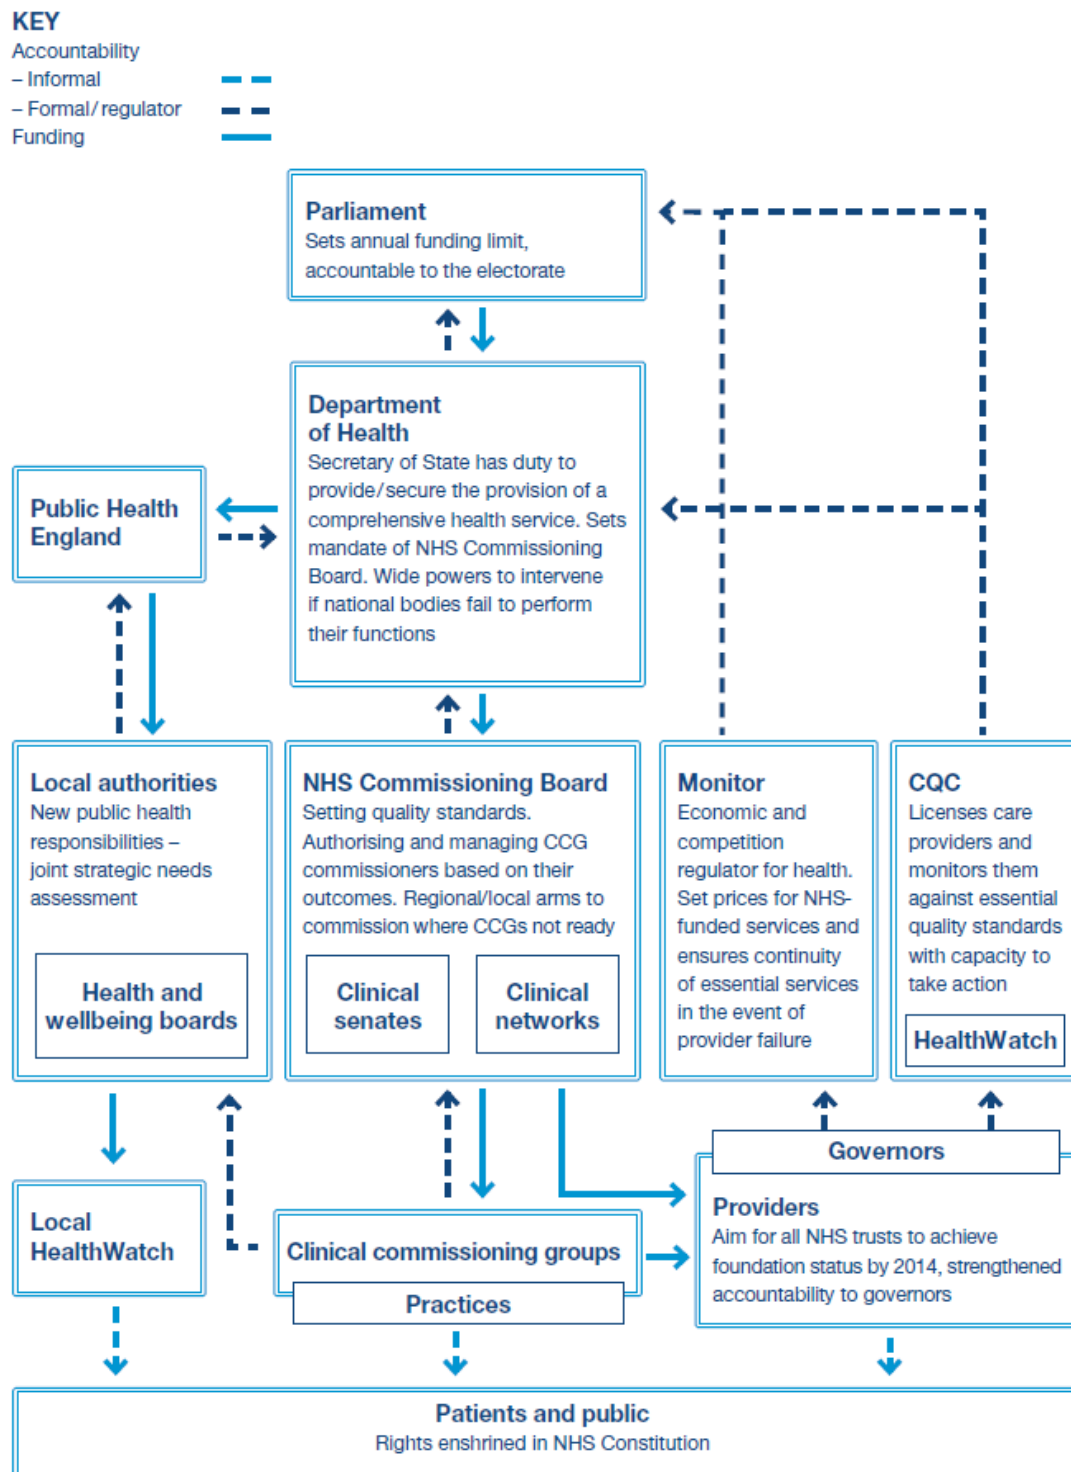 KEY
Accountability
– Informal
– Formal/regulator
Funding
Parliament
Sets annual funding limit,
accountable to the electorate
Department
of Health
Secretary of State has duty to
provide/secure the provision of a
comprehensive health service. Sets
mandate of NHS Commissioning
Board. Wide powers to intervene
if national bodies fail to perform
their functions
Public Health
England
Local authorities
New public health
responsibilities –
joint strategic needs
assessment
Health and
wellbeing boards
NHS Commissioning Board
Setting quality standards.
Authorising and managing CCG
commissioners based on their
outcomes. Regional/local arms to
commission where CCGs not ready
Clinical
senates
Clinical
networks
Monitor
Economic and
competition
regulator for health.
Set prices for NHS-
funded services and
ensures continuity
of essential services
in the event of
provider failure
CQC
Licenses care
providers and
monitors them
against essential
quality standards
with capacity to
take action
HealthWatch
Local
HealthWatch
Clinical commissioning groups
Practices
Governors
Providers
Aim for all NHS trusts to achieve
foundation status by 2014, strengthened
accountability to governors
Patients and public
Rights enshrined in NHS Constitution